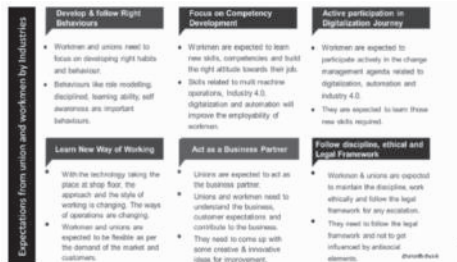 Expectations from union and workmen by Industries
Develop & follow Right
Behaviours
• Workmen and unions need to
focus on developing right habits
and behaviour.
• Behaviours like role modelling,
disciplined, learning ability, self
awareness are important
behaviours.
Focus on Competency
Development
• Workmen are expected to learn
new skills, competencies and build
the right attitude towards their job.
• Skills related to multi machine
operations, Industry 4.0,
digitalization and automation will
improve the employability of
workmen.
Active participation in
Digitalization Journey
• Workmen are expected to
participate actively in the change
management agenda related to
digitalization, automation and
industry 4.0.
• They are expected to learn those
new skills required.
Learn New Way of Working
• With the technology taking the
place at shop floor, the
approach and the style of
working is changing. The ways
of operations are changing.
• Workmen and unions are
expected to be flexible as per
the demand of the market and
customers.
Act as a Business Partner
• Unions are expected to act as
the business partner.
• Unions and workmen need to
understand the business,
customer expectations and
contribute to the business.
• They need to come up with
some creative & innovative
ideas for improvement.
Follow discipline, ethical and
Legal Framework
• Workmen & unions are expected
to maintain the discipline, work
ethically and follow the legal
framework for any escalation.
• They need to follow the legal
framework and not to get
influenced by antisocial
elements.